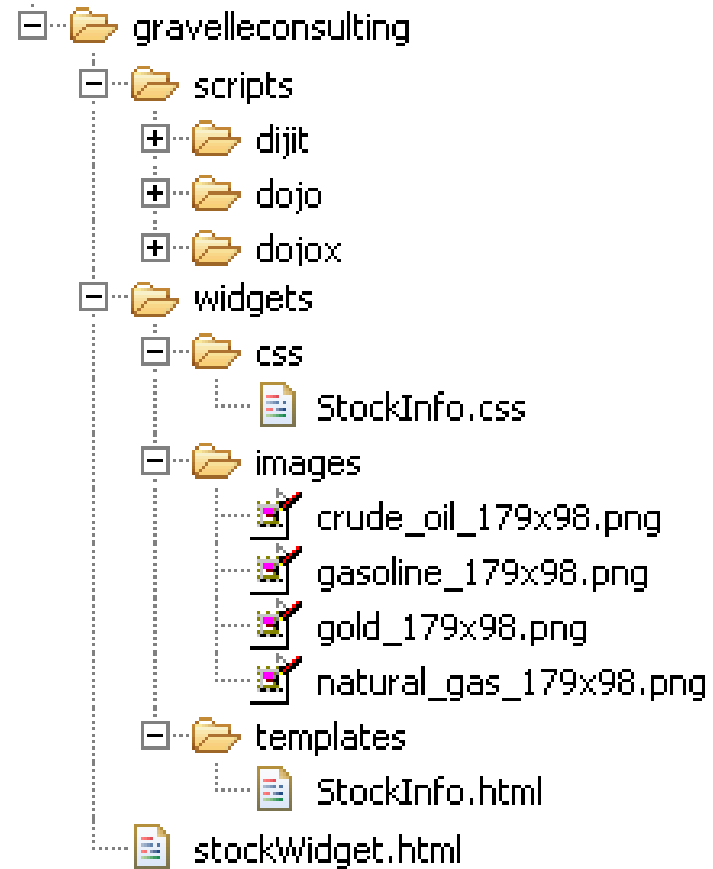 gravelleconsulting
scripts
dijit
dojo
dojox
widgets
css
StockInfo.css
images
crude_oil_179x98.png
gasoline_179x98.png
gold_179x98.png
natural_gas_179x98.png
templates
StockInfo.html
stockWidget.html